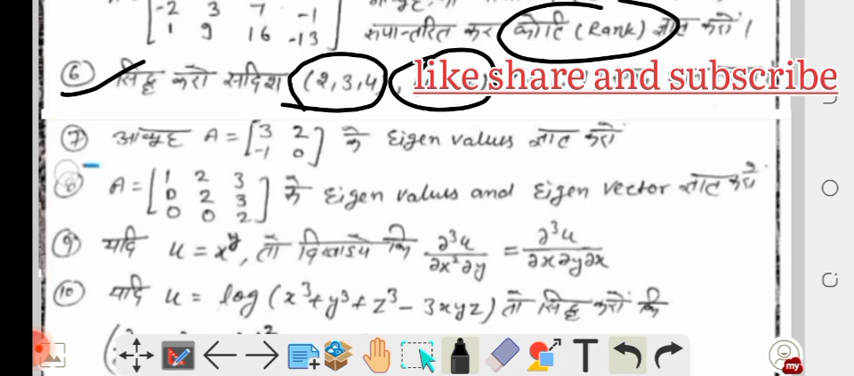 [-2 3 7 -1
1 9 16 -13] रूपान्तरित कर कोटि (Rank) ज्ञात करो।
⑥ सिद्ध करो सदिश (2,3,4)
like share and subscribe
⑦ आव्यूह A = [3 2
-1 0] के Eigen values ज्ञात करो
⑧ A = [1 2 3
0 2 3
0 0 2] के Eigen values and Eigen vector ज्ञात करो
⑨ यदि u = x^y, तो दिखाइये कि ∂³u/∂x²∂y = ∂³u/∂x∂y∂x
⑩ यदि u = log (x³+y³+z³-3xyz) तो सिद्ध करो कि
T
my